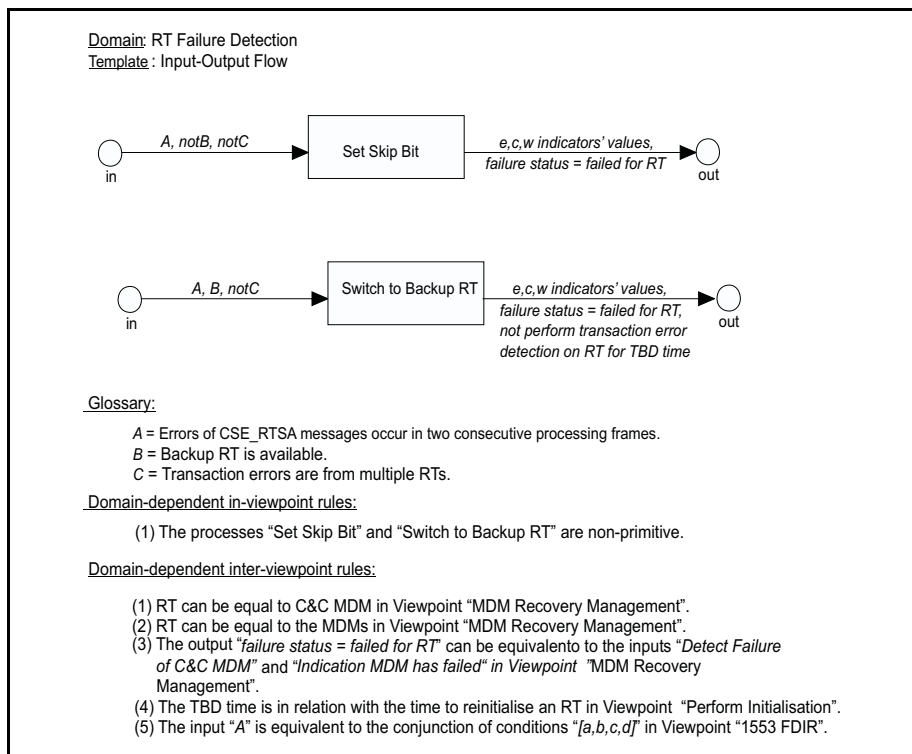 Domain: RT Failure Detection
Template : Input-Output Flow
A, notB, notC
Set Skip Bit
e,c,w indicators’ values,
failure status = failed for RT
in
out
A, B, notC
Switch to Backup RT
e,c,w indicators’ values,
failure status = failed for RT,
not perform transaction error
detection on RT for TBD time
in
out
Glossary:
A = Errors of CSE_RTSA messages occur in two consecutive processing frames.
B = Backup RT is available.
C = Transaction errors are from multiple RTs.
Domain-dependent in-viewpoint rules:
(1) The processes “Set Skip Bit” and “Switch to Backup RT” are non-primitive.
Domain-dependent inter-viewpoint rules:
(1) RT can be equal to C&C MDM in Viewpoint “MDM Recovery Management”.
(2) RT can be equal to the MDMs in Viewpoint “MDM Recovery Management”.
(3) The output “failure status = failed for RT” can be equivalento to the inputs “Detect Failure
of C&C MDM” and “Indication MDM has failed“ in Viewpoint ”MDM Recovery
Management”.
(4) The TBD time is in relation with the time to reinitialise an RT in Viewpoint “Perform Initialisation”.
(5) The input “A” is equivalent to the conjunction of conditions “[a,b,c,d]” in Viewpoint “1553 FDIR”.